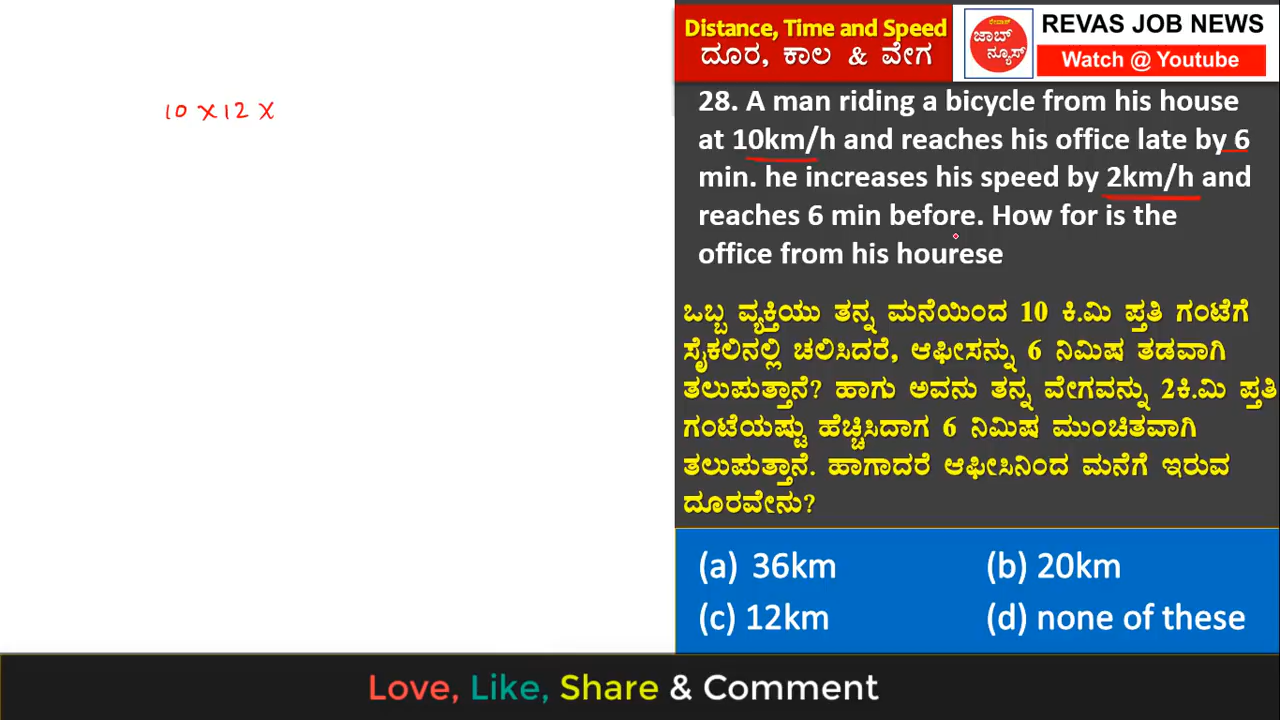 10 × 12 ×
Distance, Time and Speed
ದೂರ, ಕಾಲ & ವೇಗ
ರೇವಾಸ್
ಜಾಬ್
ನ್ಯೂಸ್
REVAS JOB NEWS
Watch @ Youtube
28. A man riding a bicycle from his house
at 10km/h and reaches his office late by 6
min. he increases his speed by 2km/h and
reaches 6 min before. How for is the
office from his hourese
ಒಬ್ಬ ವ್ಯಕ್ತಿಯು ತನ್ನ ಮನೆಯಿಂದ 10 ಕಿ.ಮಿ ಪ್ರತಿ ಗಂಟೆಗೆ
ಸೈಕಲಿನಲ್ಲಿ ಚಲಿಸಿದರೆ, ಆಫೀಸನ್ನು 6 ನಿಮಿಷ ತಡವಾಗಿ
ತಲುಪುತ್ತಾನೆ? ಹಾಗು ಅವನು ತನ್ನ ವೇಗವನ್ನು 2ಕಿ.ಮಿ ಪ್ರತಿ
ಗಂಟೆಯಷ್ಟು ಹೆಚ್ಚಿಸಿದಾಗ 6 ನಿಮಿಷ ಮುಂಚಿತವಾಗಿ
ತಲುಪುತ್ತಾನೆ. ಹಾಗಾದರೆ ಆಫೀಸಿನಿಂದ ಮನೆಗೆ ಇರುವ
ದೂರವೇನು?
(a) 36km (b) 20km
(c) 12km (d) none of these
Love, Like, Share & Comment